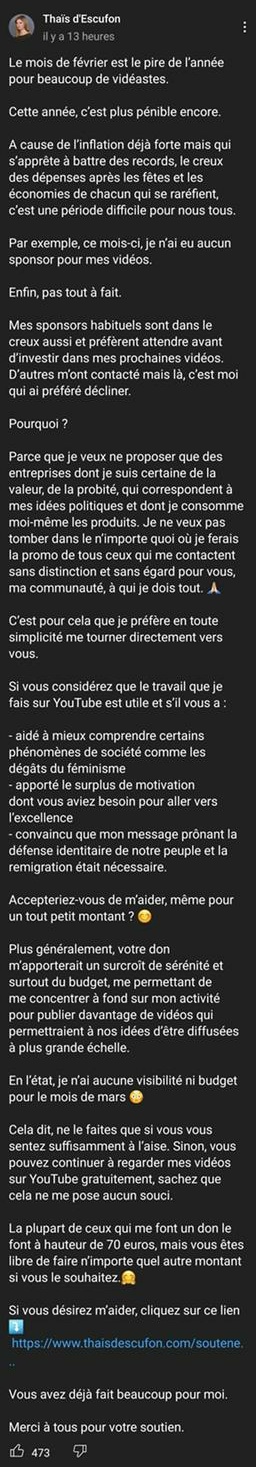 Thaïs d'Escufon
il y a 13 heures
Le mois de février est le pire de l'année
pour beaucoup de vidéastes.
Cette année, c'est plus pénible encore.
A cause de l'inflation déjà forte mais qui
s'apprête à battre des records, le creux
des dépenses après les fêtes et les
économies de chacun qui se raréfient,
c'est une période difficile pour nous tous.
Par exemple, ce mois-ci, je n'ai eu aucun
sponsor pour mes vidéos.
Enfin, pas tout à fait.
Mes sponsors habituels sont dans le
creux aussi et préfèrent attendre avant
d'investir dans mes prochaines vidéos.
D'autres m'ont contacté mais là, c'est moi
qui ai préféré décliner.
Pourquoi ?
Parce que je veux ne proposer que des
entreprises dont je suis certaine de la
valeur, de la probité, qui correspondent à
mes idées politiques et dont je consomme
moi-même les produits. Je ne veux pas
tomber dans le n'importe quoi où je ferais
la promo de tous ceux qui me contactent
sans distinction et sans égard pour vous,
ma communauté, à qui je dois tout. 🙏🏼
C'est pour cela que je préfère en toute
simplicité me tourner directement vers
vous.
Si vous considérez que le travail que je
fais sur YouTube est utile et s'il vous a :
- aidé à mieux comprendre certains
phénomènes de société comme les
dégâts du féminisme
- apporté le surplus de motivation
dont vous aviez besoin pour aller vers
l'excellence
- convaincu que mon message prônant la
défense identitaire de notre peuple et la
remigration était nécessaire.
Accepteriez-vous de m'aider, même pour
un tout petit montant ? 😊
Plus généralement, votre don
m'apporterait un surcroît de sérénité et
surtout du budget, me permettant de
me concentrer à fond sur mon activité
pour publier davantage de vidéos qui
permettraient à nos idées d'être diffusées
à plus grande échelle.
En l'état, je n'ai aucune visibilité ni budget
pour le mois de mars 😳
Cela dit, ne le faites que si vous vous
sentez suffisamment à l'aise. Sinon, vous
pouvez continuer à regarder mes vidéos
sur YouTube gratuitement, sachez que
cela ne me pose aucun souci.
La plupart de ceux qui me font un don le
font à hauteur de 70 euros, mais vous êtes
libre de faire n'importe quel autre montant
si vous le souhaitez.🤗
Si vous désirez m'aider, cliquez sur ce lien
⤵️
https://www.thaisdescufon.com/soutene.
..
Vous avez déjà fait beaucoup pour moi.
Merci à tous pour votre soutien.
473